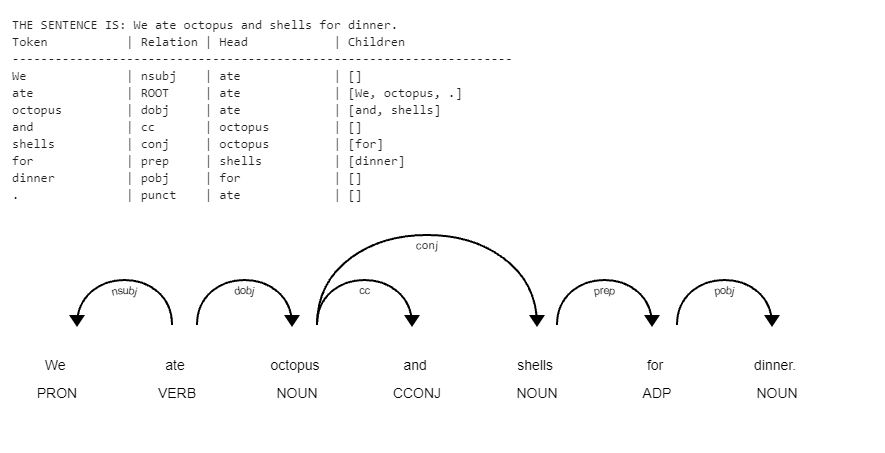 THE SENTENCE IS: We ate octopus and shells for dinner.
Token | Relation | Head | Children
----------------------------------------------------------------------
We | nsubj | ate | []
ate | ROOT | ate | [We, octopus, .]
octopus | dobj | ate | [and, shells]
and | cc | octopus | []
shells | conj | octopus | [for]
for | prep | shells | [dinner]
dinner | pobj | for | []
. | punct | ate | []
conj
nsubj dobj cc prep pobj
We ate octopus and shells for dinner.
PRON VERB NOUN CCONJ NOUN ADP NOUN